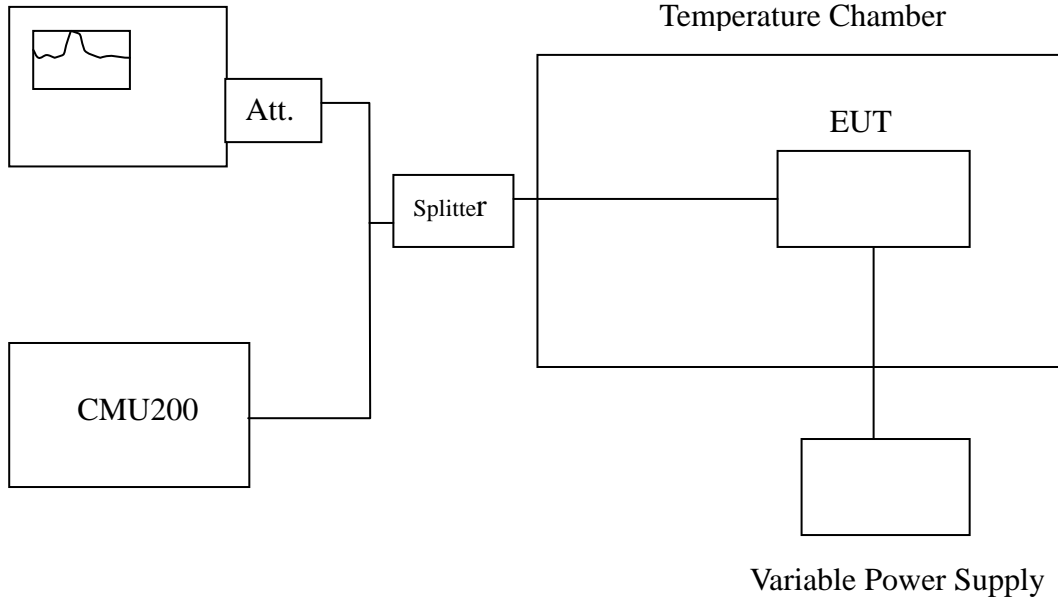 Temperature Chamber
Att.
EUT
Splitter
CMU200
Variable Power Supply